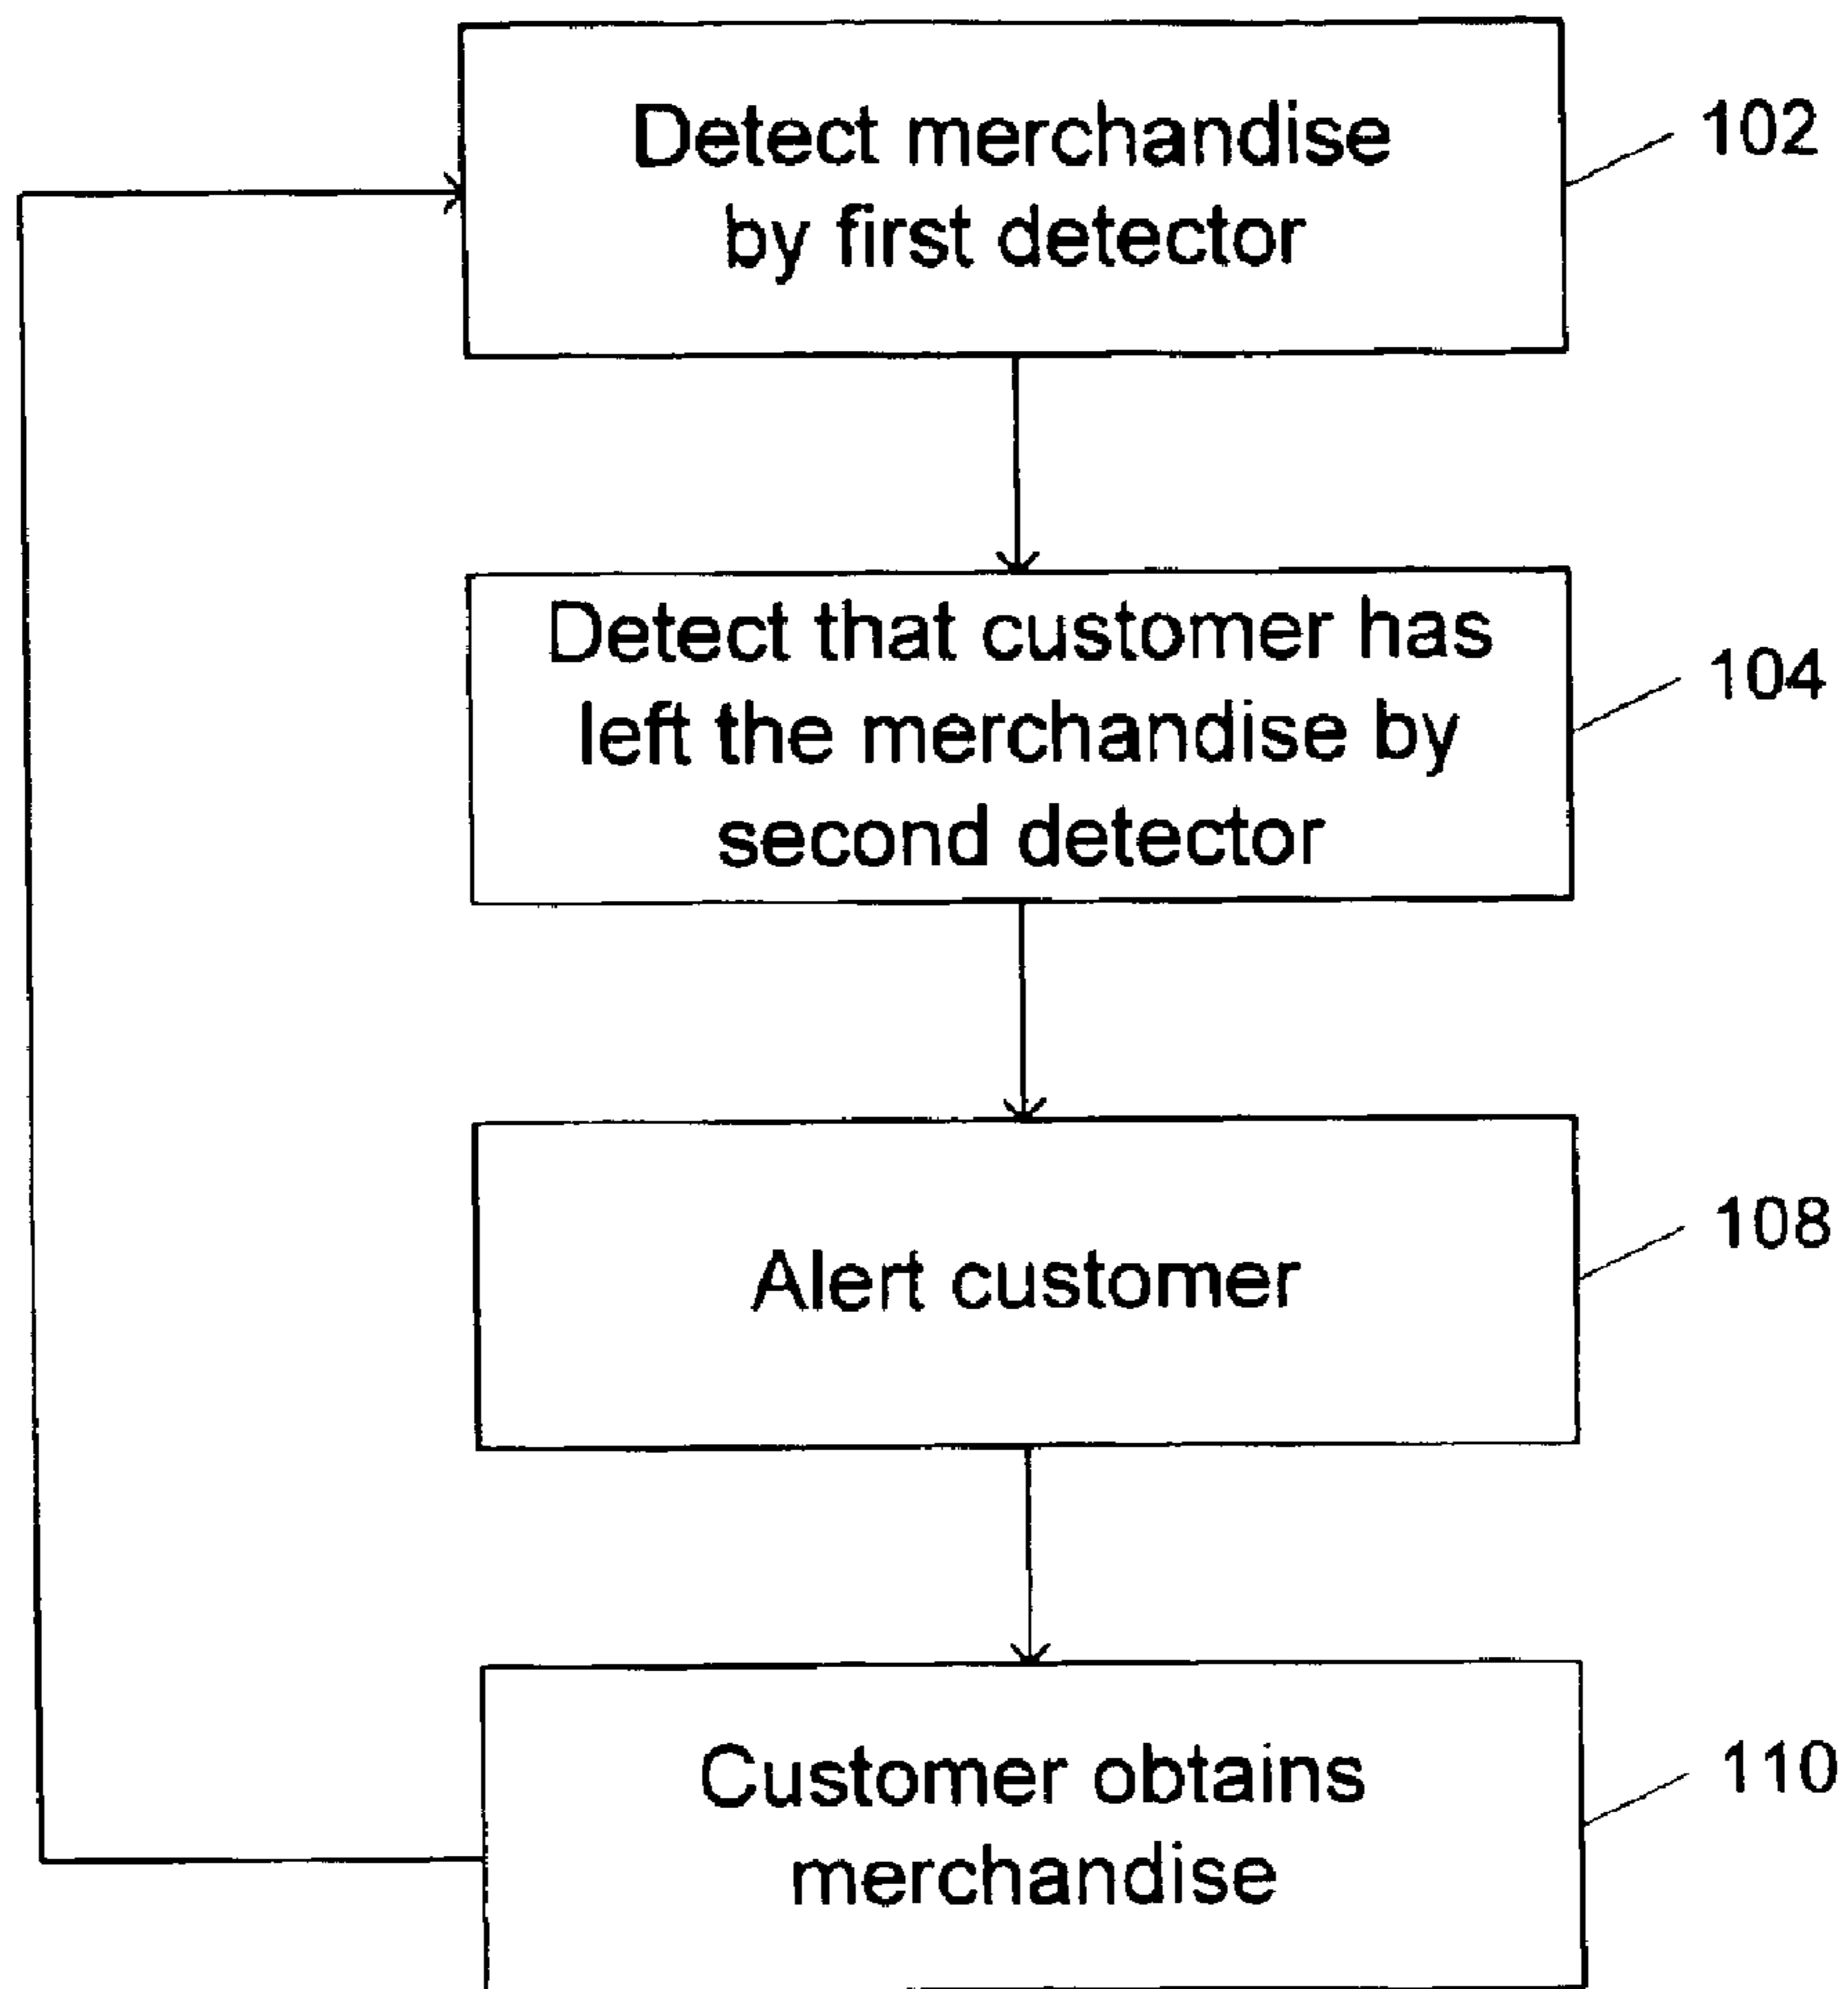 Detect merchandise
by first detector
102
Detect that customer has
left the merchandise by
second detector
104
Alert customer
108
Customer obtains
merchandise
110